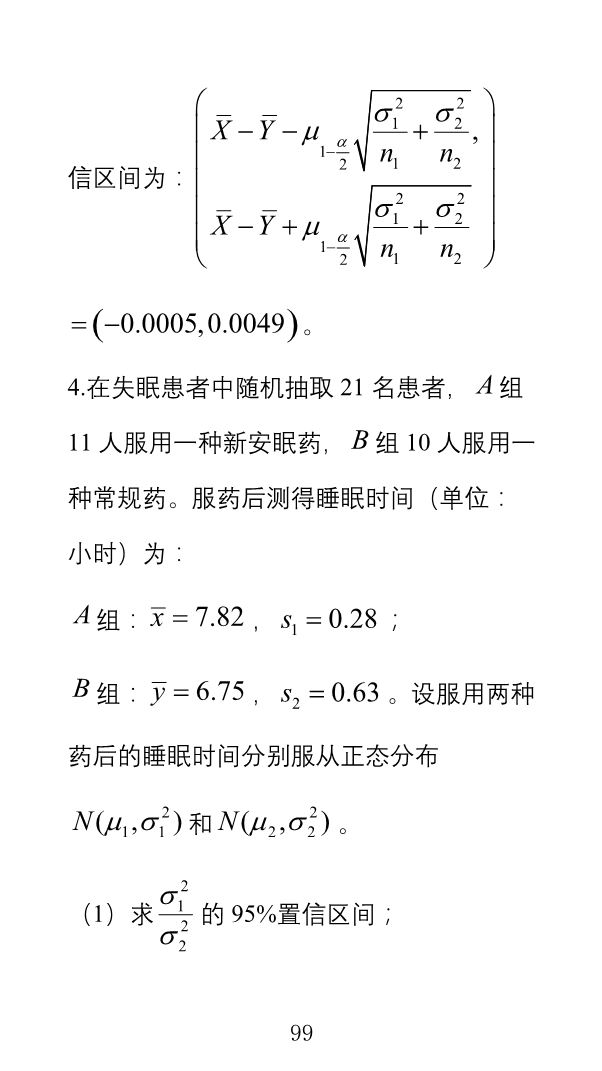 信区间为：$\left(\begin{array}{l}\overline{X}-\overline{Y}-\mu_{1-\frac{\alpha}{2}}\sqrt{\frac{\sigma_1^2}{n_1}+\frac{\sigma_2^2}{n_2}},\\ \overline{X}-\overline{Y}+\mu_{1-\frac{\alpha}{2}}\sqrt{\frac{\sigma_1^2}{n_1}+\frac{\sigma_2^2}{n_2}}\end{array}\right)$
$=(-0.0005,0.0049)$。
4.在失眠患者中随机抽取 21 名患者，$A$ 组
11 人服用一种新安眠药，$B$ 组 10 人服用一
种常规药。服药后测得睡眠时间（单位：
小时）为：
$A$ 组：$\overline{x}=7.82$，$s_1=0.28$；
$B$ 组：$\overline{y}=6.75$，$s_2=0.63$。设服用两种
药后的睡眠时间分别服从正态分布
$N(\mu_1,\sigma_1^2)$ 和 $N(\mu_2,\sigma_2^2)$。
（1）求 $\frac{\sigma_1^2}{\sigma_2^2}$ 的 95%置信区间；
99